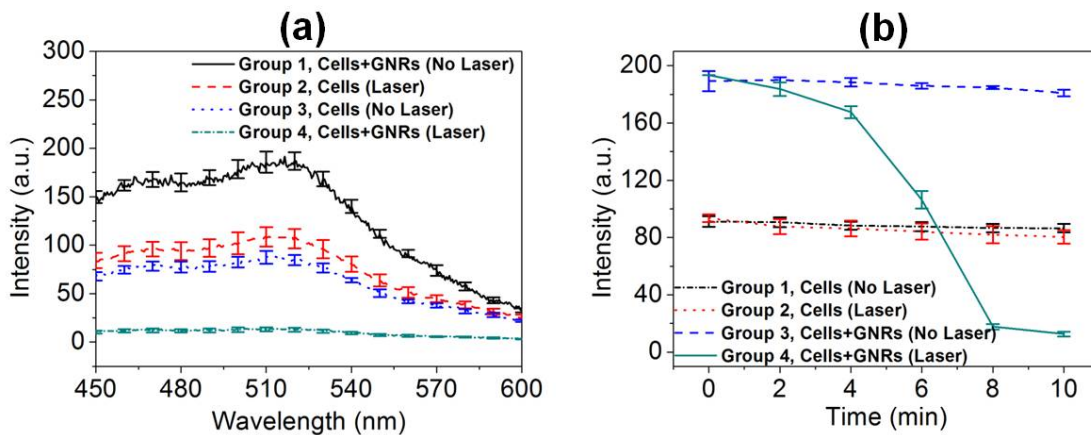 (a)
300
250
200
150
100
50
0
Intensity (a.u.)
Group 1, Cells+GNRs (No Laser)
Group 2, Cells (Laser)
Group 3, Cells (No Laser)
Group 4, Cells+GNRs (Laser)
450 480 510 540 570 600
Wavelength (nm)
(b)
200
160
120
80
40
0
Intensity (a.u.)
Group 1, Cells (No Laser)
Group 2, Cells (Laser)
Group 3, Cells+GNRs (No Laser)
Group 4, Cells+GNRs (Laser)
0 2 4 6 8 10
Time (min)